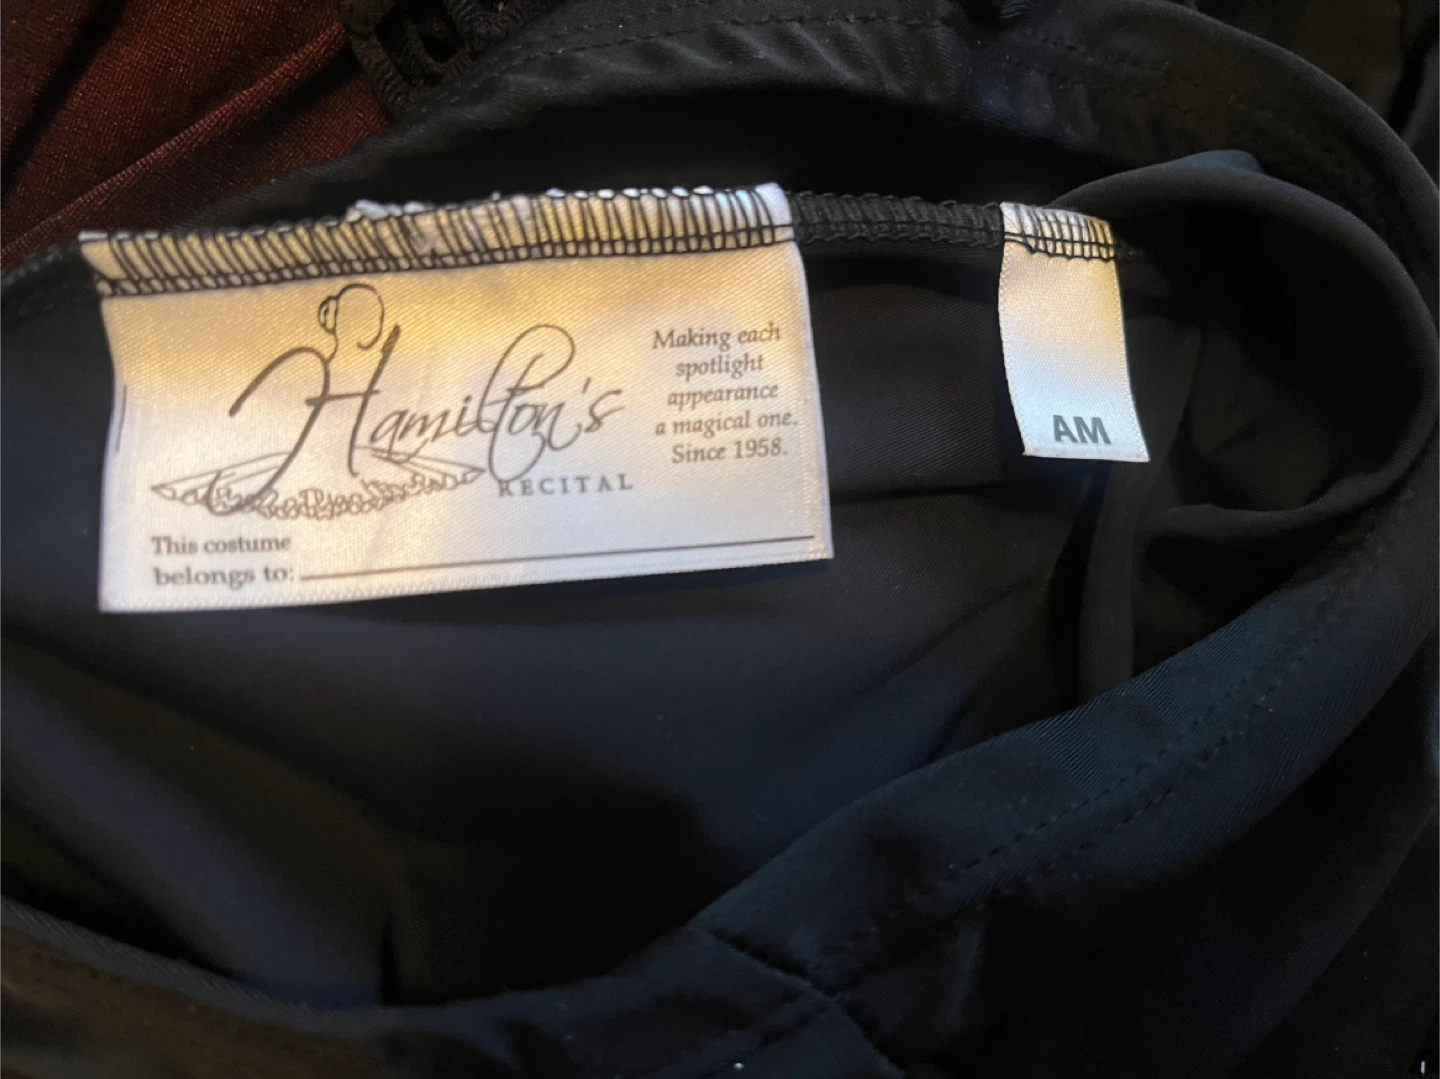 Hamilton's
RECITAL
Making each
spotlight
appearance
a magical one.
Since 1958.
This costume
belongs to:
AM